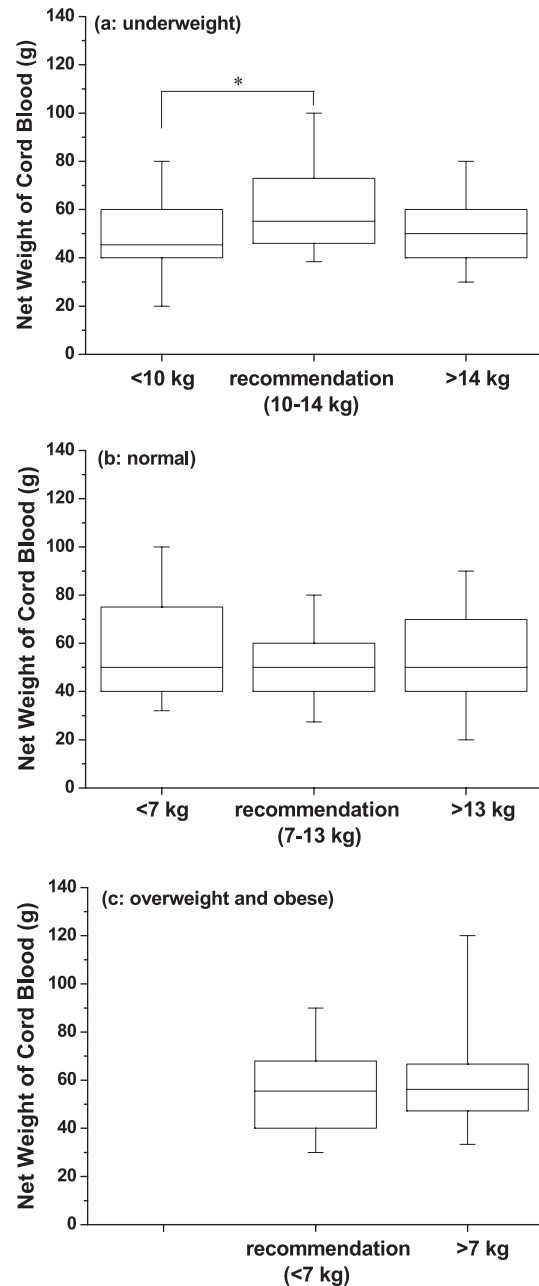 (a: underweight)
Net Weight of Cord Blood (g)
140
120
100
80
60
40
20
0
*
<10 kg recommendation >14 kg
(10-14 kg)
(b: normal)
Net Weight of Cord Blood (g)
140
120
100
80
60
40
20
0
<7 kg recommendation >13 kg
(7-13 kg)
(c: overweight and obese)
Net Weight of Cord Blood (g)
140
120
100
80
60
40
20
0
recommendation >7 kg
(<7 kg)